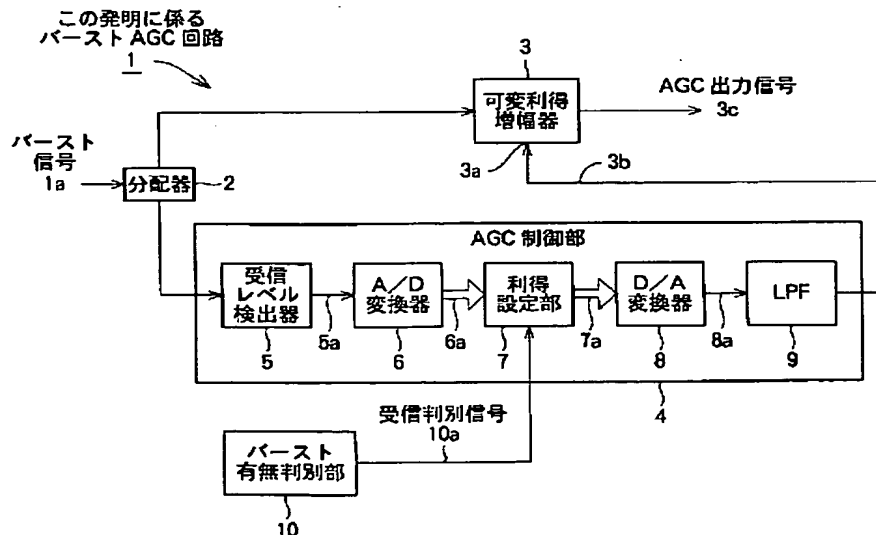 この発明に係る
バースト AGC 回路
1
3
可変利得
増幅器
AGC 出力信号
3c
3a
3b
バースト
信号
1a
分配器
2
AGC 制御部
受信
レベル
検出器
5
5a
A/D
変換器
6
6a
利得
設定部
7
7a
D/A
変換器
8
8a
LPF
9
4
受信判別信号
10a
バースト
有無判別部
10